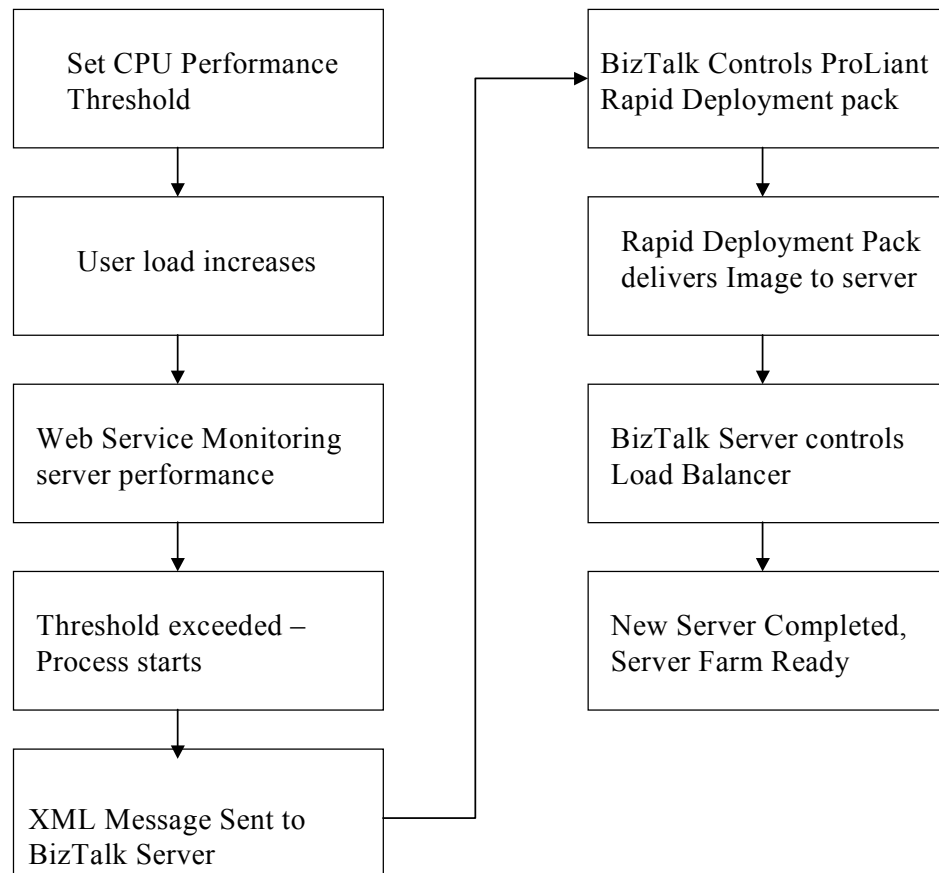 Set CPU Performance
Threshold
User load increases
Web Service Monitoring
server performance
Threshold exceeded –
Process starts
XML Message Sent to
BizTalk Server
BizTalk Controls ProLiant
Rapid Deployment pack
Rapid Deployment Pack
delivers Image to server
BizTalk Server controls
Load Balancer
New Server Completed,
Server Farm Ready